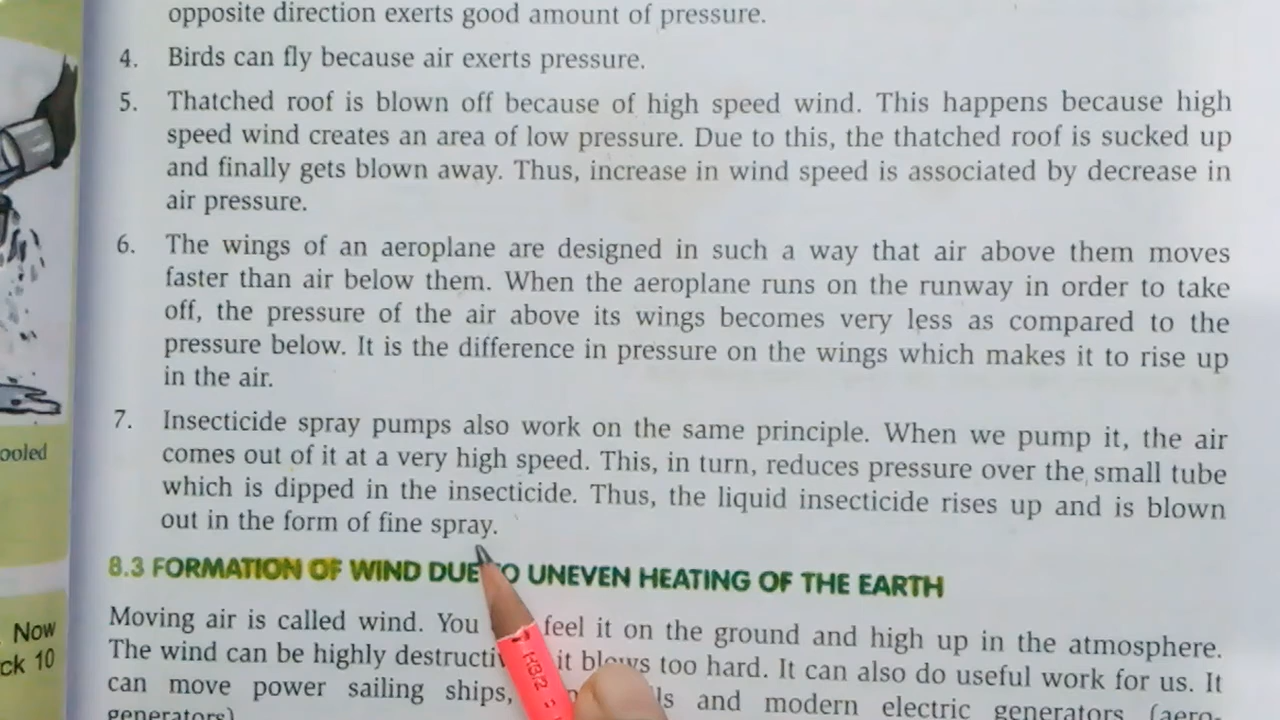 opposite direction exerts good amount of pressure.
4. Birds can fly because air exerts pressure.
5. Thatched roof is blown off because of high speed wind. This happens because high
speed wind creates an area of low pressure. Due to this, the thatched roof is sucked up
and finally gets blown away. Thus, increase in wind speed is associated by decrease in
air pressure.
6. The wings of an aeroplane are designed in such a way that air above them moves
faster than air below them. When the aeroplane runs on the runway in order to take
off, the pressure of the air above its wings becomes very less as compared to the
pressure below. It is the difference in pressure on the wings which makes it to rise up
in the air.
7. Insecticide spray pumps also work on the same principle. When we pump it, the air
comes out of it at a very high speed. This, in turn, reduces pressure over the small tube
which is dipped in the insecticide. Thus, the liquid insecticide rises up and is blown
out in the form of fine spray.
8.3 FORMATION OF WIND DUE TO UNEVEN HEATING OF THE EARTH
Moving air is called wind. You feel it on the ground and high up in the atmosphere.
The wind can be highly it blows too hard. It can also do useful work for us. It
can move power sailing ships, and modern electric generators (aero-
generators)
ooled
Now
ck 10